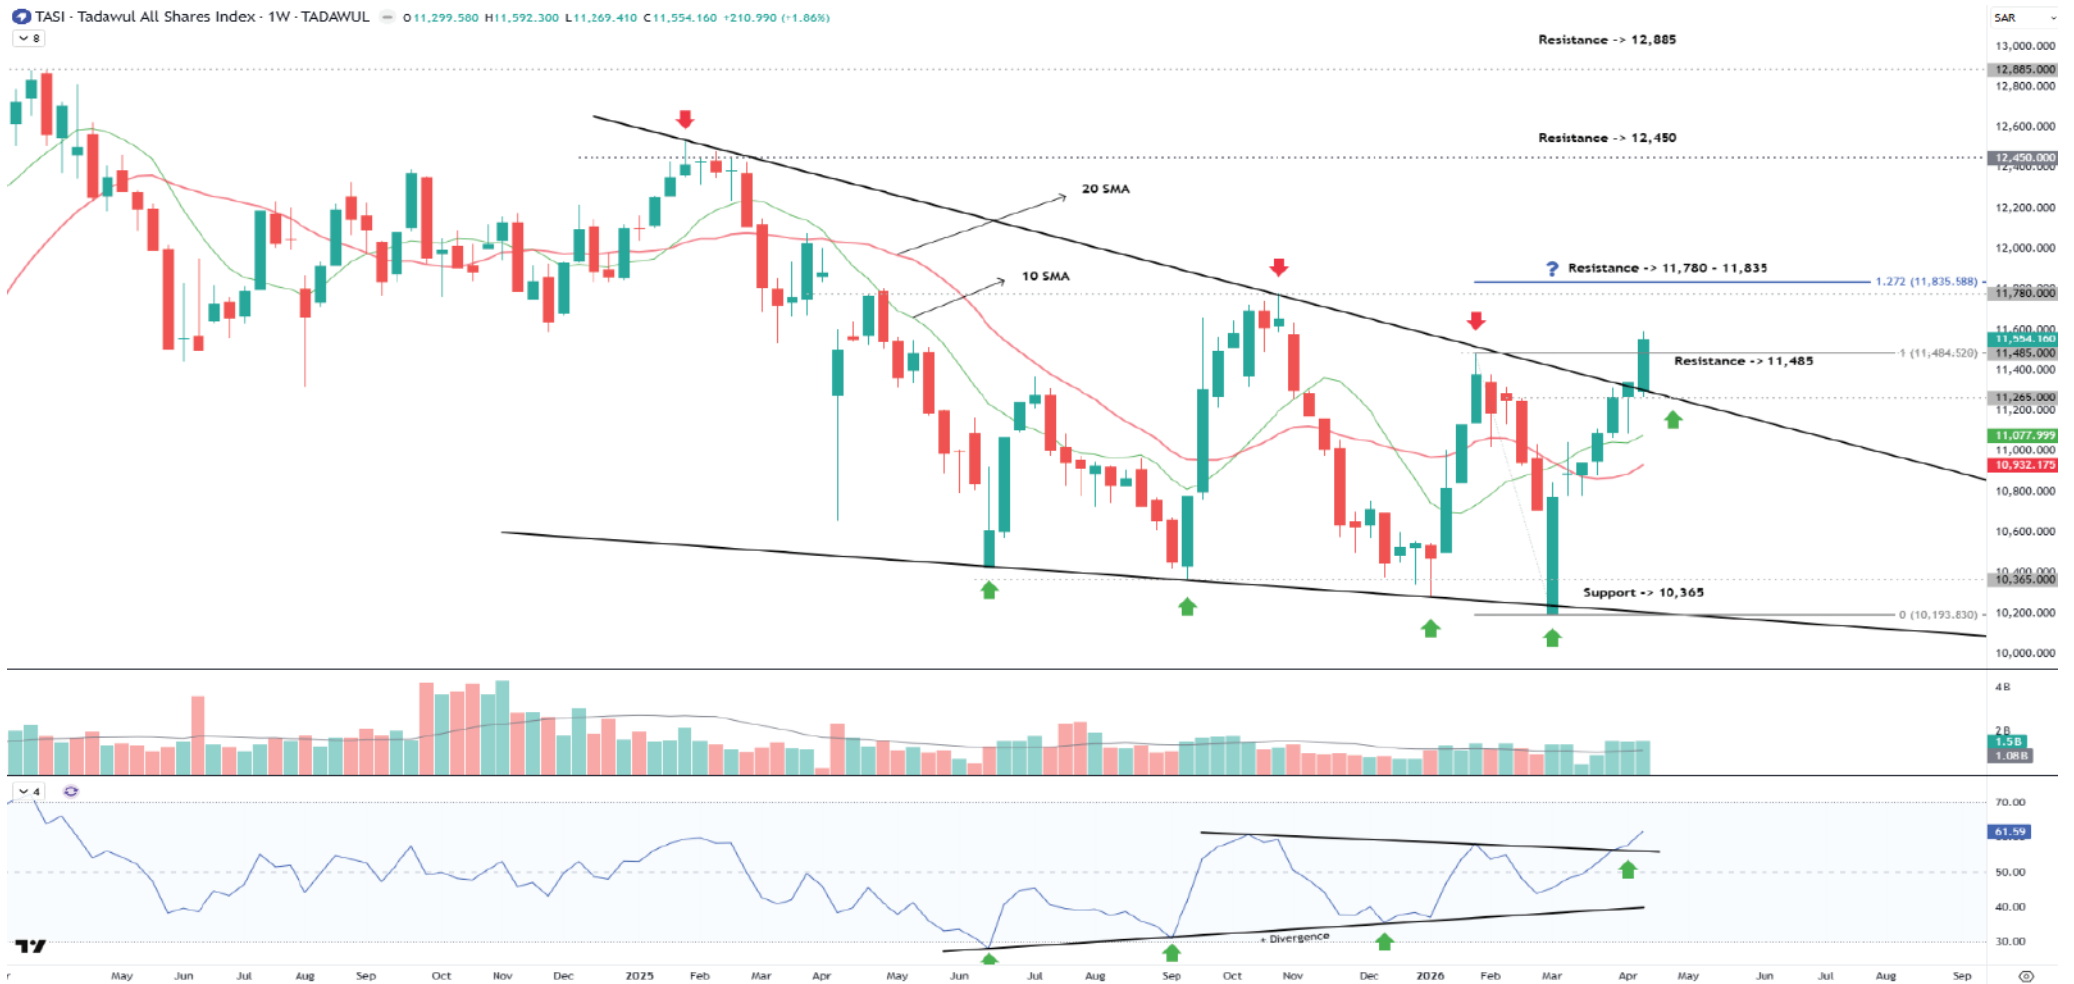 TASI · Tadawul All Shares Index · 1W · TADAWUL O11,299.580 H11,592.300 L11,269.410 C11,554.160 +210.990 (+1.86%)
SAR
8
Resistance -> 12,885
13,000.000
12,885.000
12,800.000
12,600.000
Resistance -> 12,450
12,450.000
12,400.000
20 SMA
12,200.000
12,000.000
10 SMA
? Resistance -> 11,780 - 11,835
1.272 (11,835.588)
11,780.000
11,600.000
11,554.160
1 (11,484.520)
11,485.000
Resistance -> 11,485
11,400.000
11,265.000
11,200.000
11,077.999
11,000.000
10,932.175
10,800.000
10,600.000
10,400.000
10,365.000
Support -> 10,365
0 (10,193.830)
10,200.000
10,000.000
4B
2B
1.5B
1.08B
4
70.00
61.59
50.00
40.00
30.00
+ Divergence
May Jun Jul Aug Sep Oct Nov Dec 2025 Feb Mar Apr May Jun Jul Aug Sep Oct Nov Dec 2026 Feb Mar Apr May Jun Jul Aug Sep